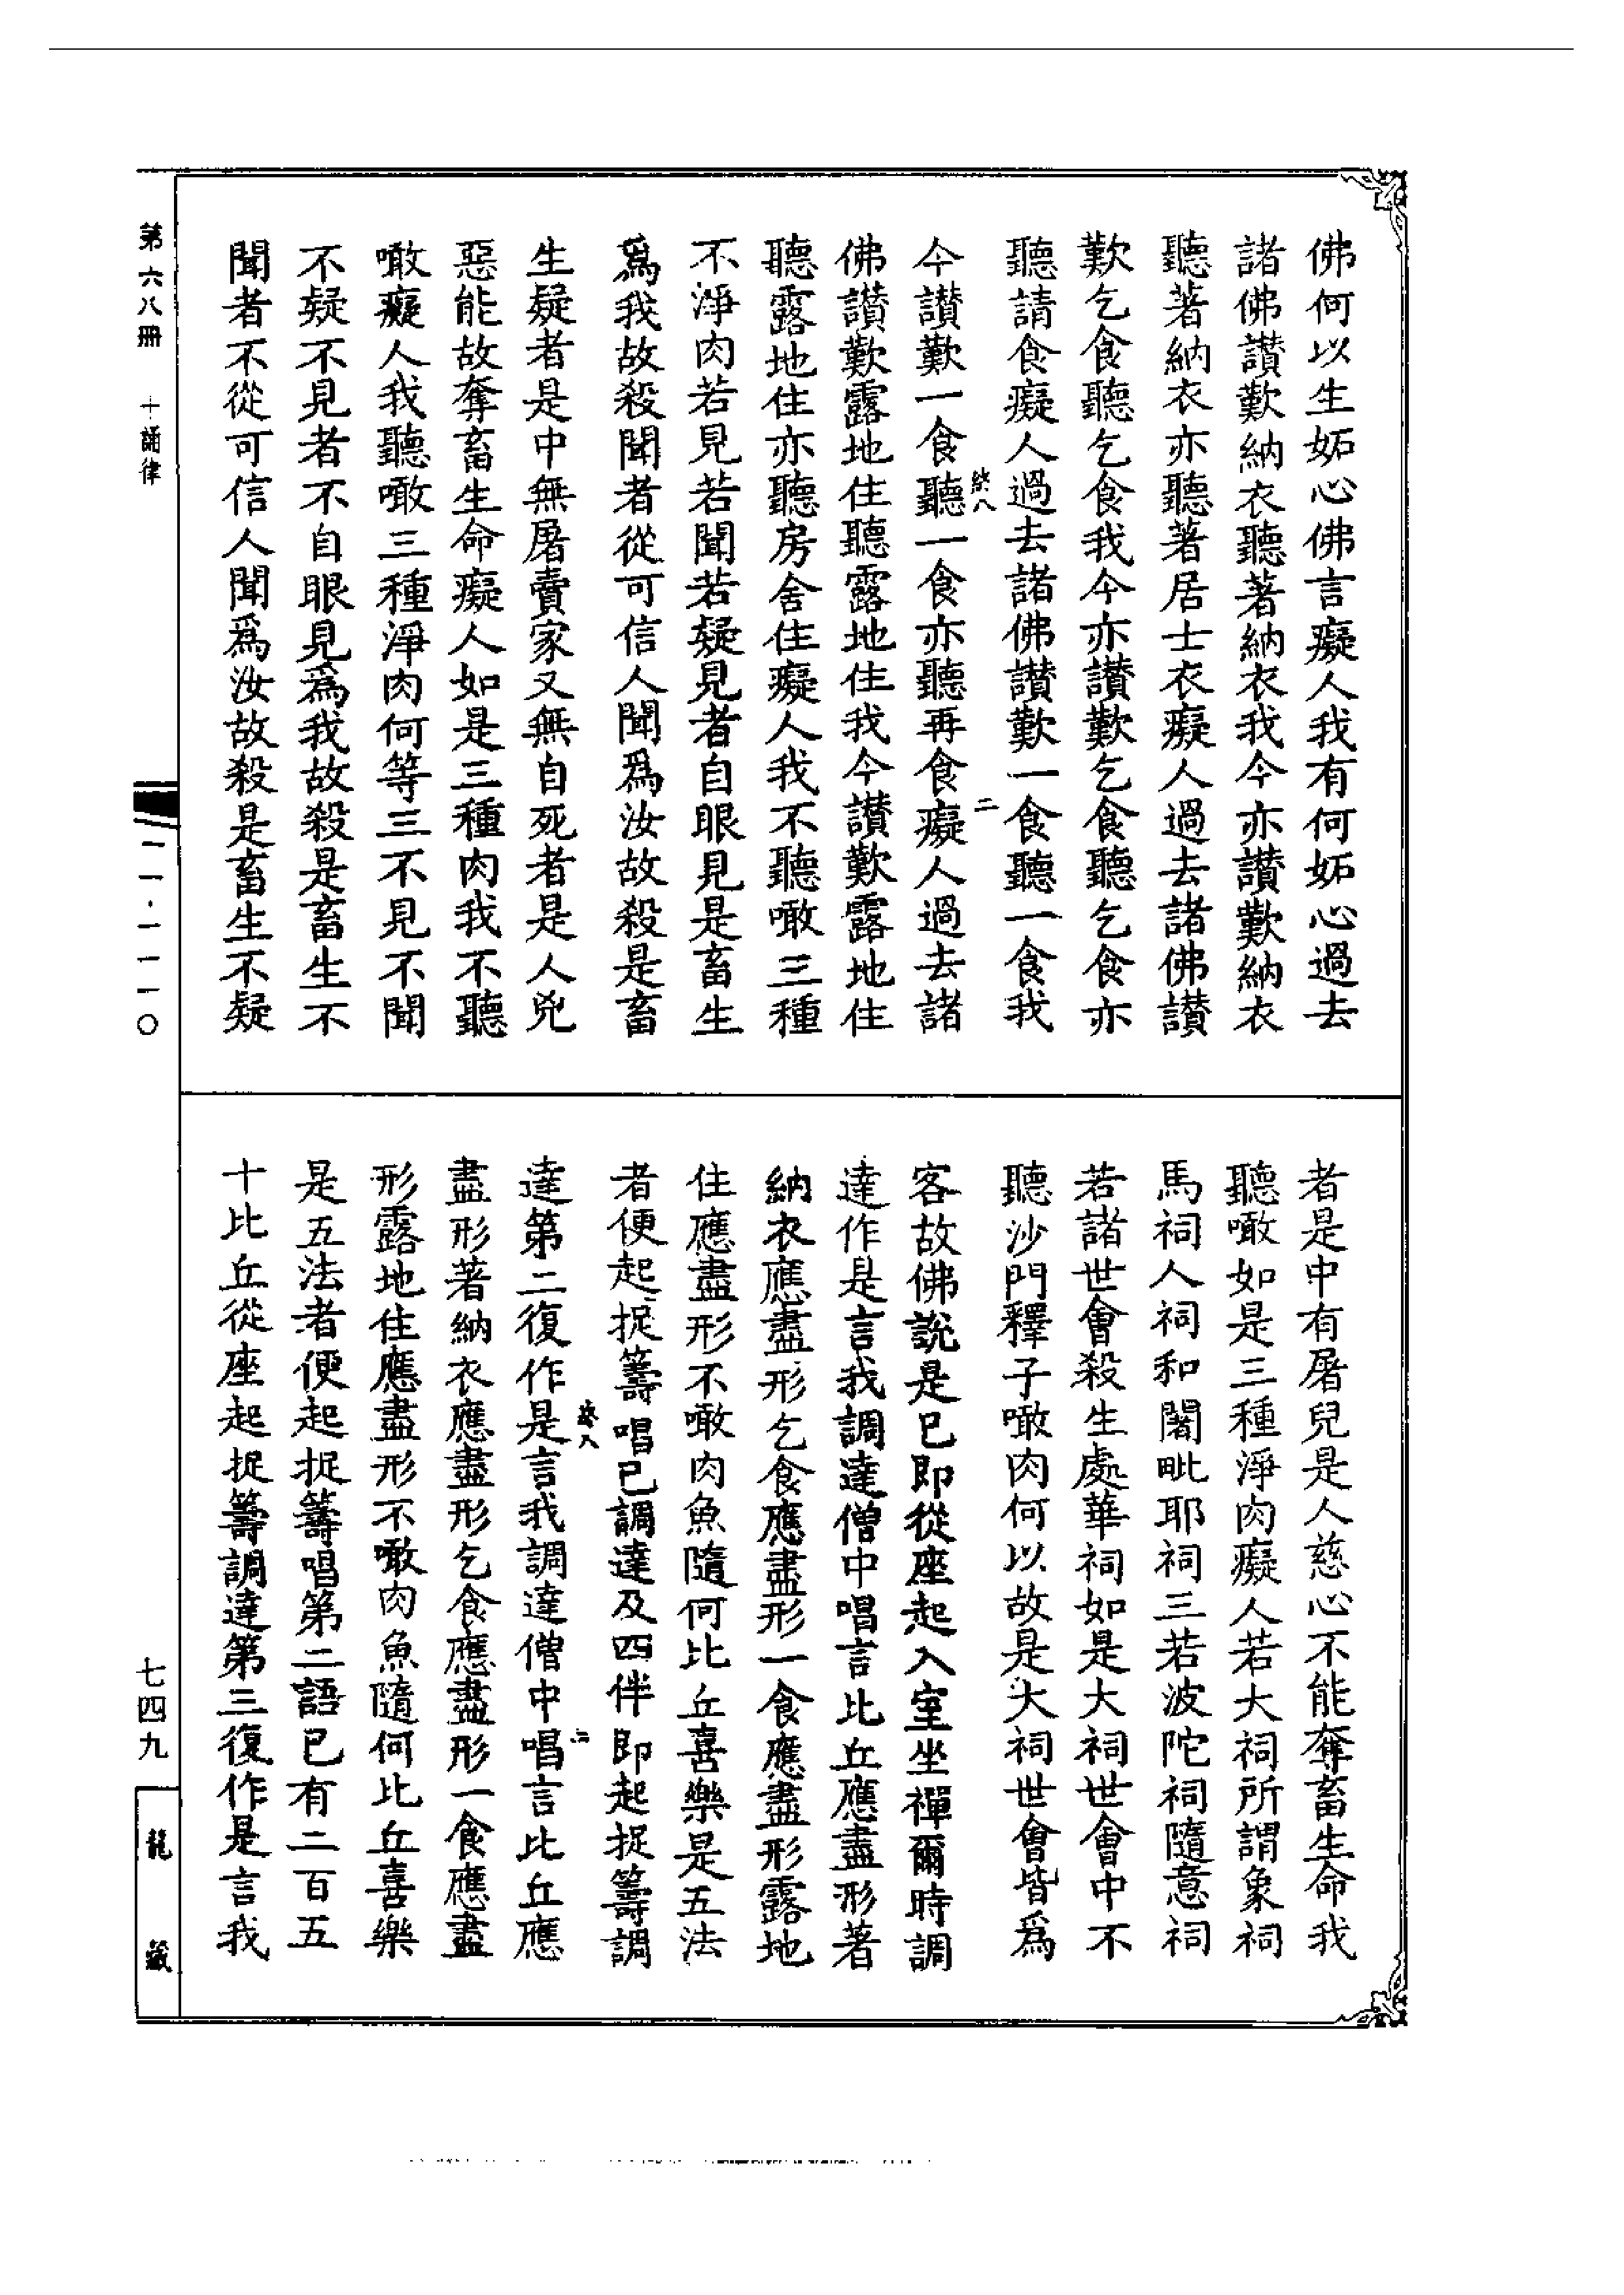 佛何以生妬心佛言癡人我有何妬心過去
諸佛讃歎納衣聽著納衣我今亦讃歎納衣
聽著納衣亦聽著居士衣癡人過去諸佛讃
歎乞食聽乞食我今亦讃歎乞食聽乞食亦
聽請食癡人過去諸佛讃歎一食聽一食我
今讃歎一食聽一食亦聽再食癡人過去諸
佛讃歎露地住聽露地住我今讃歎露地住
聽露地住亦聽房舍住癡人我不聽噉三種
不淨肉若見若聞若疑見者自眼見是畜生
爲我故殺聞者從可信人聞爲汝故殺是畜
生疑者是中無屠賣家又無自死者是人兇
惡能故奪畜生命癡人如是三種肉我不聽
噉癡人我聽噉三種淨肉何等三不見不聞
不疑不見者不自眼見爲我故殺是畜生不
聞者不從可信人聞爲汝故殺是畜生不疑
者是中有屠兒是人慈心不能奪畜生命我
聽噉如是三種淨肉癡人若大祠所謂象祠
馬祠人祠和闍毗耶祠三若波陀祠隨意祠
若諸世會殺生處華祠如是大祠世會中不
聽沙門釋子噉肉何以故是大祠世會皆爲
客故佛說是已即從座起入室坐禪爾時調
達作是言我調達僧中唱言比丘應盡形著
納衣應盡形乞食應盡形一食應盡形露地
住應盡形不噉肉魚隨何比丘喜樂是五法
者便起捉籌唱已調達及四伴即起捉籌調
達第二復作是言我調達僧中唱言比丘應
盡形著納衣應盡形乞食應盡形一食應盡
形露地住應盡形不噉肉魚隨何比丘喜樂
是五法者便起捉籌唱第二語已有二百五
十比丘從座起捉籌調達第三復作是言我
第六八冊 十誦律
二一·一一一〇
七四九
龍藏